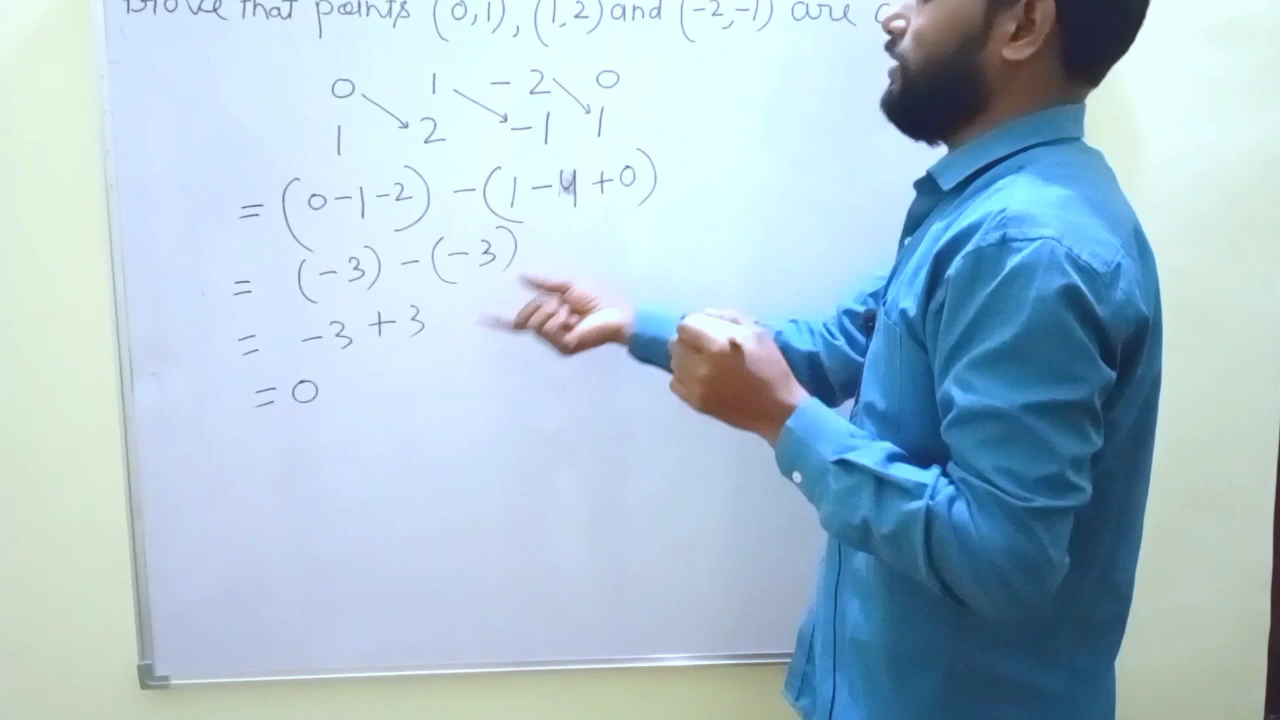 Prove that points (0,1), (1,2) and (-2,-1) are
0 1 -2 0
1 2 -1 1
= (0-1-2) -(1-4+0)
= (-3) -(-3)
= -3+3
= 0